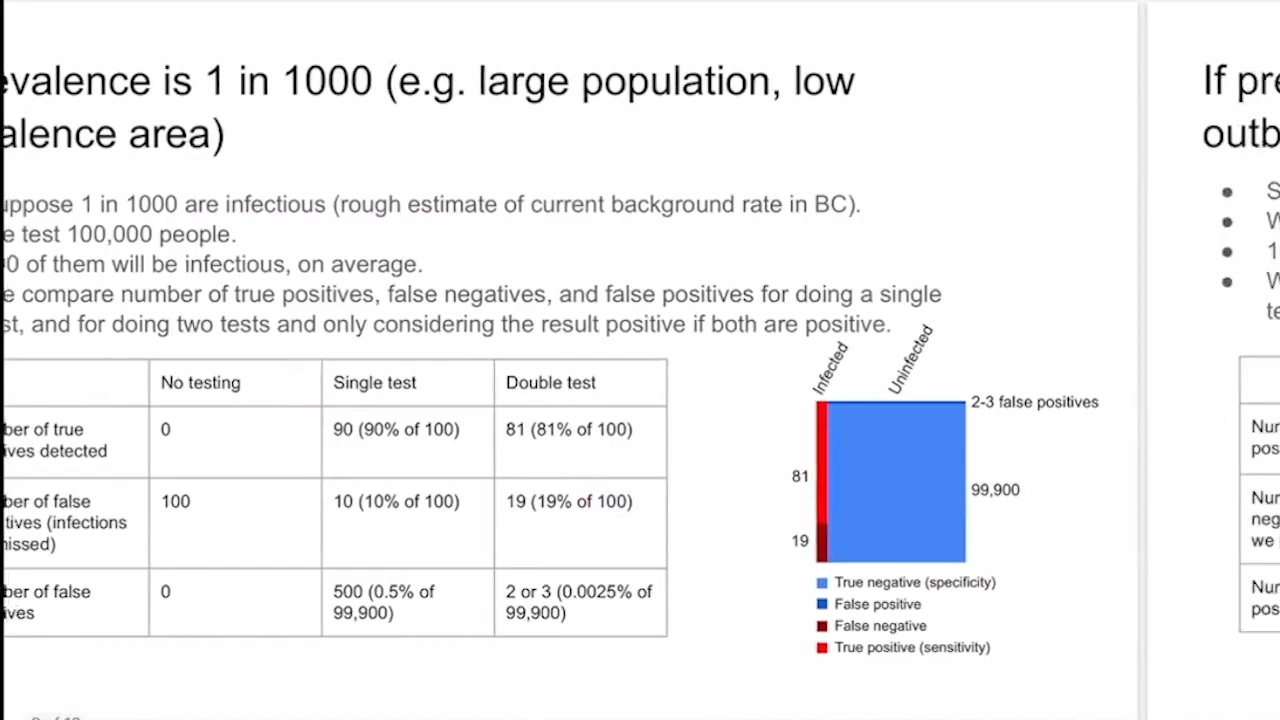 evalence is 1 in 1000 (e.g. large population, low
alence area)
uppose 1 in 1000 are infectious (rough estimate of current background rate in BC).
e test 100,000 people.
0 of them will be infectious, on average.
e compare number of true positives, false negatives, and false positives for doing a single
st, and for doing two tests and only considering the result positive if both are positive.
No testing
Single test
Double test
ber of true
ives detected
0
90 (90% of 100)
81 (81% of 100)
ber of false
tives (infections
issed)
100
10 (10% of 100)
19 (19% of 100)
ber of false
ives
0
500 (0.5% of
99,900)
2 or 3 (0.0025% of
99,900)
Infected
Uninfected
2-3 false positives
81
99,900
19
True negative (specificity)
False positive
False negative
True positive (sensitivity)
If pre
outb
S
W
1
W
te
Nur
pos
Nur
neg
we
Nur
pos